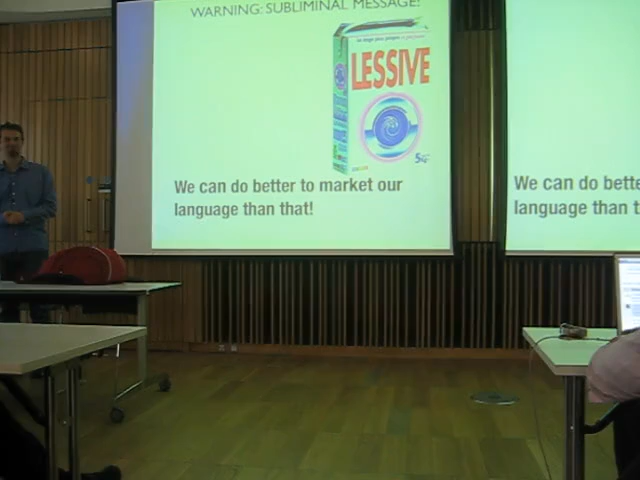 WARNING: SUBLIMINAL MESSAGE!
LESSIVE
5KG
We can do better to market our
language than that!
We can do bette
language than t